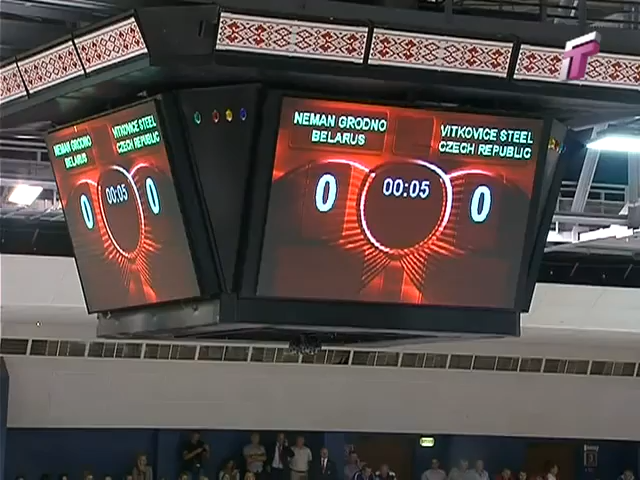 NEMAN GRODNO
BELARUS
VITKOVICE STEEL
CZECH REPUBLIC
0
00:05
0
NEMAN GRODNO
BELARUS
VITKOVICE STEEL
CZECH REPUBLIC
0
00:05
0